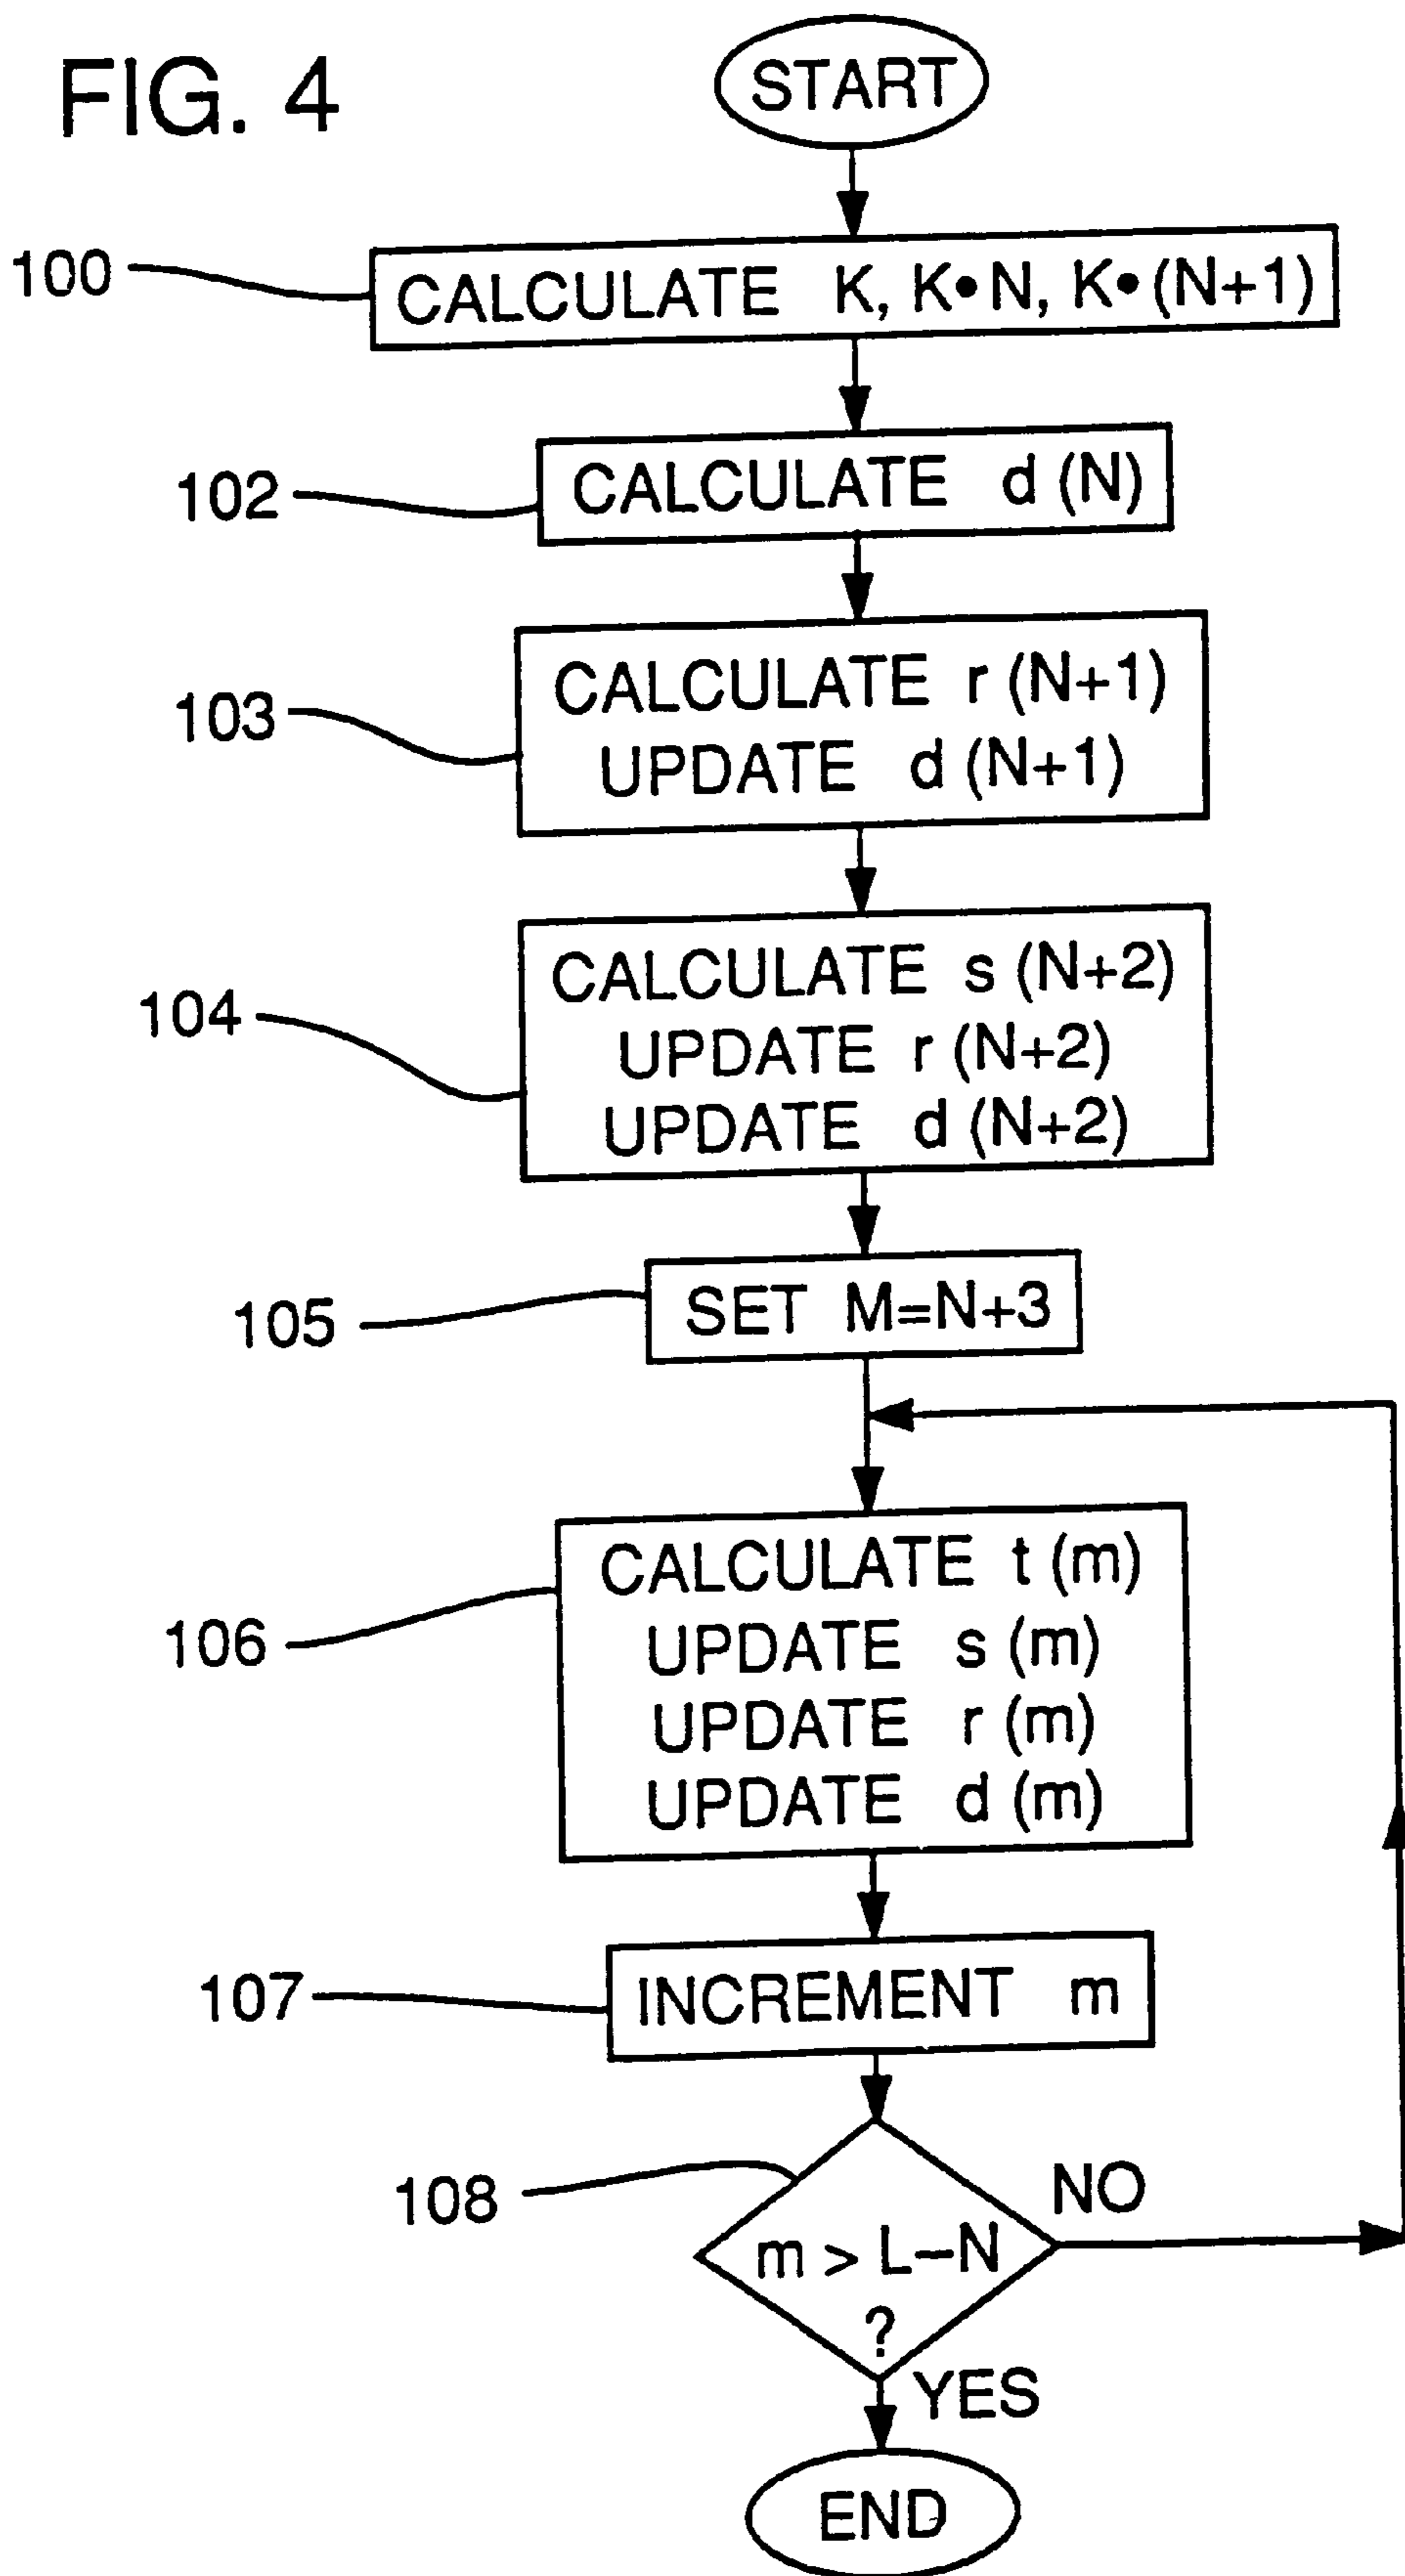 FIG. 4
START
100
CALCULATE K, K•N, K•(N+1)
102
CALCULATE d (N)
103
CALCULATE r (N+1)
UPDATE d (N+1)
104
CALCULATE s (N+2)
UPDATE r (N+2)
UPDATE d (N+2)
105
SET M=N+3
106
CALCULATE t (m)
UPDATE s (m)
UPDATE r (m)
UPDATE d (m)
107
INCREMENT m
108
m > L–N
?
NO
YES
END